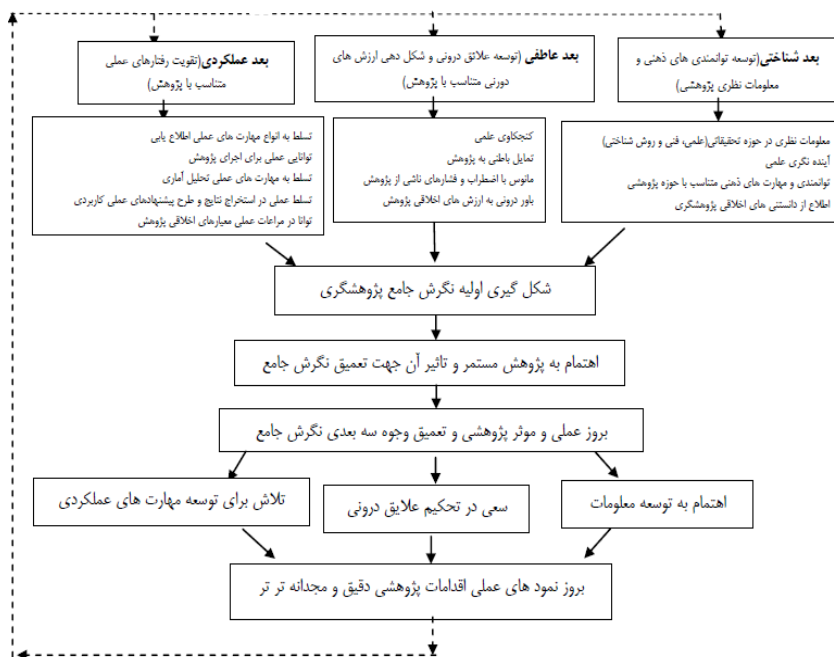 بعد شناختی(توسعه توانمندی های ذهنی و
معلومات نظری پژوهشی)
بعد عاطفی (توسعه علائق درونی و شکل دهی ارزش های
دورنی متناسب با پژوهش)
بعد عملکردی(تقویت رفتارهای عملی
متناسب با پژوهش)
معلومات نظری در حوزه تحقیقاتی(علمی، فنی و روش شناختی)
آینده نگری علمی
توانمندی و مهارت های ذهنی متناسب با حوزه پژوهشی
اطلاع از دانستنی های اخلاقی پژوهشگری
کنجکاوی علمی
تمایل باطنی به پژوهش
مانوس با اضطراب و فشارهای ناشی از پژوهش
باور درونی به ارزش های اخلاقی پژوهش
تسلط به انواع مهارت های عملی اطلاع یابی
توانایی عملی برای اجرای پژوهش
تسلط به مهارت های عملی تحلیل آماری
تسلط عملی در استخراج نتایج و طرح پیشنهادهای عملی کاربردی
توانا در مراعات عملی معیارهای اخلاقی پژوهش
شکل گیری اولیه نگرش جامع پژوهشگری
اهتمام به پژوهش مستمر و تاثیر آن جهت تعمیق نگرش جامع
بروز عملی و موثر پژوهشی و تعمیق وجوه سه بعدی نگرش جامع
اهتمام به توسعه معلومات
سعی در تحکیم علایق درونی
تلاش برای توسعه مهارت های عملکردی
بروز نمود های عملی اقدامات پژوهشی دقیق و مجدانه تر تر